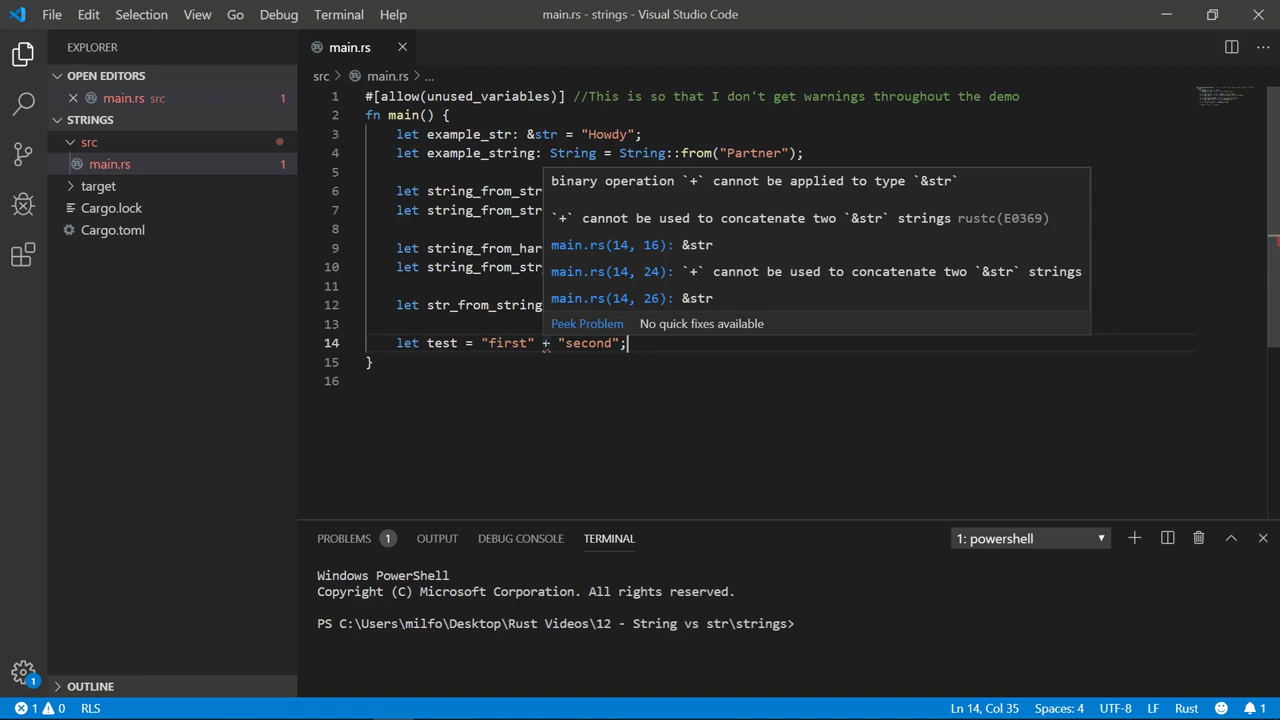 File Edit Selection View Go Debug Terminal Help main.rs - strings - Visual Studio Code
EXPLORER
OPEN EDITORS
main.rs src 1
STRINGS
src
main.rs 1
target
Cargo.lock
Cargo.toml
OUTLINE
1
main.rs
src > main.rs > ...
1 #[allow(unused_variables)] //This is so that I don't get warnings throughout the demo
2 fn main() {
3 let example_str: &str = "Howdy";
4 let example_string: String = String::from("Partner");
5
6 let string_from_str
7 let string_from_str
8
9 let string_from_har
10 let string_from_str
11
12 let str_from_string
13
14 let test = "first" + "second";
15 }
16
binary operation `+` cannot be applied to type `&str`
`+` cannot be used to concatenate two `&str` strings rustc(E0369)
main.rs(14, 16): &str
main.rs(14, 24): `+` cannot be used to concatenate two `&str` strings
main.rs(14, 26): &str
Peek Problem No quick fixes available
PROBLEMS 1 OUTPUT DEBUG CONSOLE TERMINAL 1: powershell
Windows PowerShell
Copyright (C) Microsoft Corporation. All rights reserved.
PS C:\Users\milfo\Desktop\Rust Videos\12 - String vs str\strings>
1 0 RLS Ln 14, Col 35 Spaces: 4 UTF-8 LF Rust 1